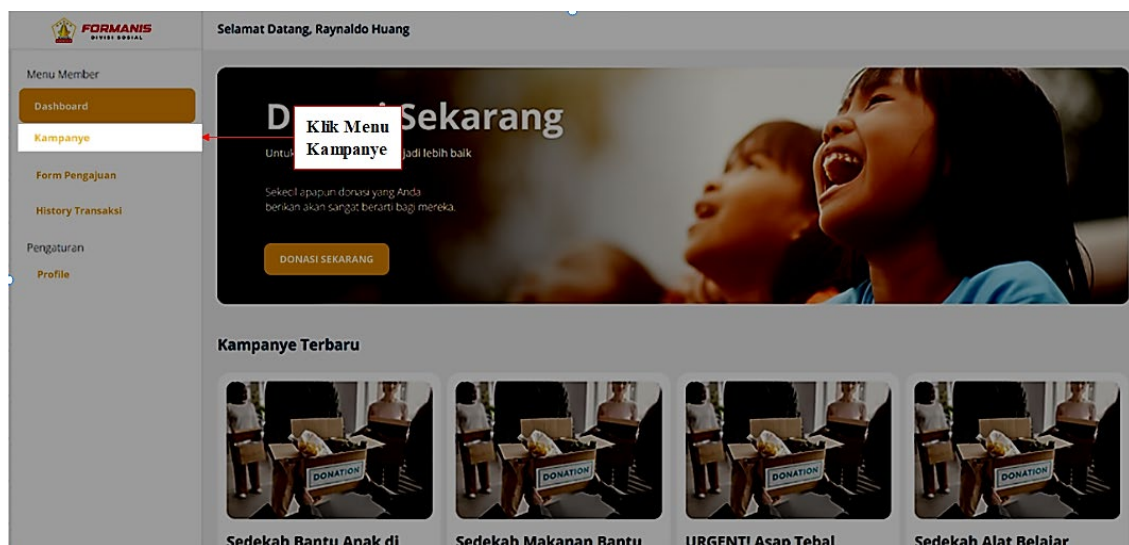 FORMANIS
DIVISI SOSIAL
Selamat Datang, Raynaldo Huang
Menu Member
Dashboard
Kampanye
Form Pengajuan
History Transaksi
Pengaturan
Profile
D Sekarang
Klik Menu
Kampanye
Untuk jadi lebih baik
Sekecil apapun donasi yang Anda
berikan akan sangat berarti bagi mereka.
DONASI SEKARANG
Kampanye Terbaru
DONATION
DONATION
DONATION
DONATION
Sedekah Bantu Anak di
Sedekah Makanan Bantu
URGENT! Asap Tebal
Sedekah Alat Belajar